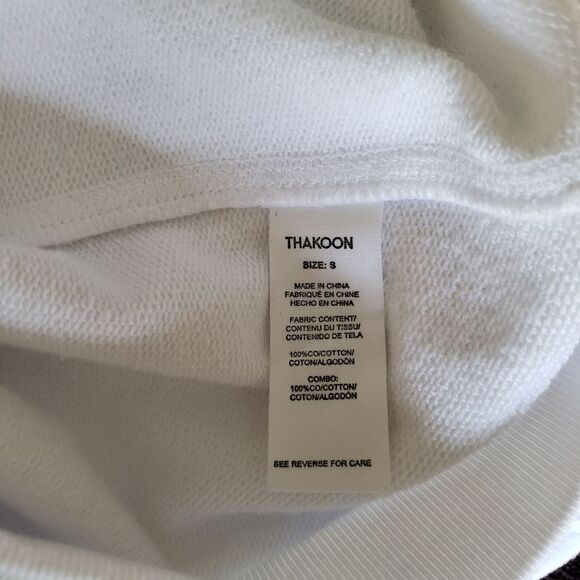 THAKOON
SIZE: S
MADE IN CHINA
FABRIQUÉ EN CHINE
HECHO EN CHINA
FABRIC CONTENT/
CONTENU DU TISSU/
CONTENIDO DE TELA
100%CO/COTTON/
COTON/ALGODÓN
COMBO:
100%CO/COTTON/
COTON/ALGODÓN
SEE REVERSE FOR CARE